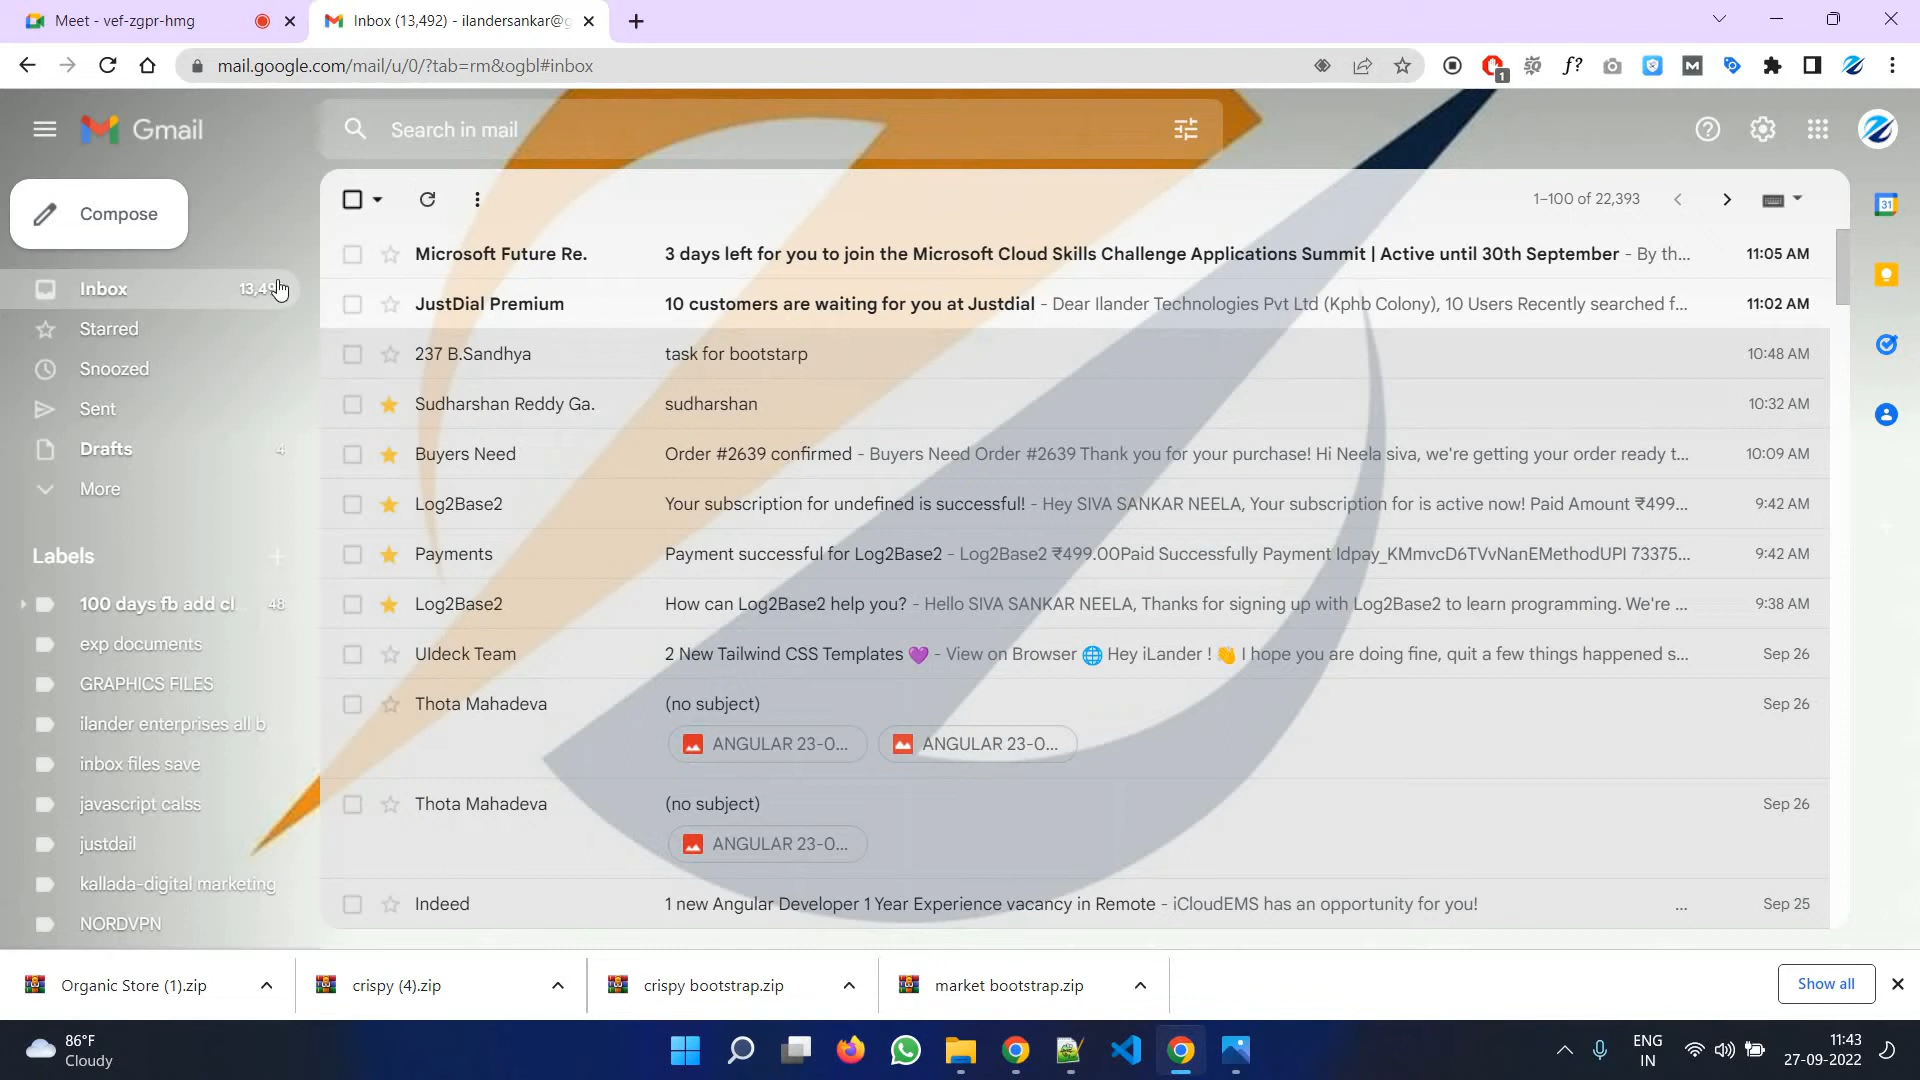 Meet - vef-zgpr-hmg
Inbox (13,492) - ilandersankar@g
mail.google.com/mail/u/0/?tab=rm&ogbl#inbox
1
Gmail
Search in mail
Compose
1–100 of 22,393
31
Inbox
Starred
Snoozed
Sent
Drafts 4
More
Labels
100 days fb add cl... 48
exp documents
GRAPHICS FILES
ilander enterprises all b
inbox files save
javascript calss
justdail
kallada-digital marketing
NORDVPN
Microsoft Future Re. 3 days left for you to join the Microsoft Cloud Skills Challenge Applications Summit | Active until 30th September - By th... 11:05 AM
JustDial Premium 10 customers are waiting for you at Justdial - Dear Ilander Technologies Pvt Ltd (Kphb Colony), 10 Users Recently searched f... 11:02 AM
237 B.Sandhya task for bootstarp 10:48 AM
Sudharshan Reddy Ga. sudharshan 10:32 AM
Buyers Need Order #2639 confirmed - Buyers Need Order #2639 Thank you for your purchase! Hi Neela siva, we're getting your order ready t... 10:09 AM
Log2Base2 Your subscription for undefined is successful! - Hey SIVA SANKAR NEELA, Your subscription for is active now! Paid Amount ₹499... 9:42 AM
Payments Payment successful for Log2Base2 - Log2Base2 ₹499.00Paid Successfully Payment Idpay_KMmvcD6TVvNanEMethodUPI 73375... 9:42 AM
Log2Base2 How can Log2Base2 help you? - Hello SIVA SANKAR NEELA, Thanks for signing up with Log2Base2 to learn programming. We're ... 9:38 AM
UIdeck Team 2 New Tailwind CSS Templates 💜 - View on Browser 🌐 Hey iLander ! 👏 I hope you are doing fine, quit a few things happened s... Sep 26
Thota Mahadeva (no subject) Sep 26
ANGULAR 23-0... ANGULAR 23-0...
Thota Mahadeva (no subject) Sep 26
ANGULAR 23-0...
Indeed 1 new Angular Developer 1 Year Experience vacancy in Remote - iCloudEMS has an opportunity for you! ... Sep 25
Organic Store (1).zip
crispy (4).zip
crispy bootstrap.zip
market bootstrap.zip
Show all
86°F
Cloudy
ENG
IN
11:43
27-09-2022